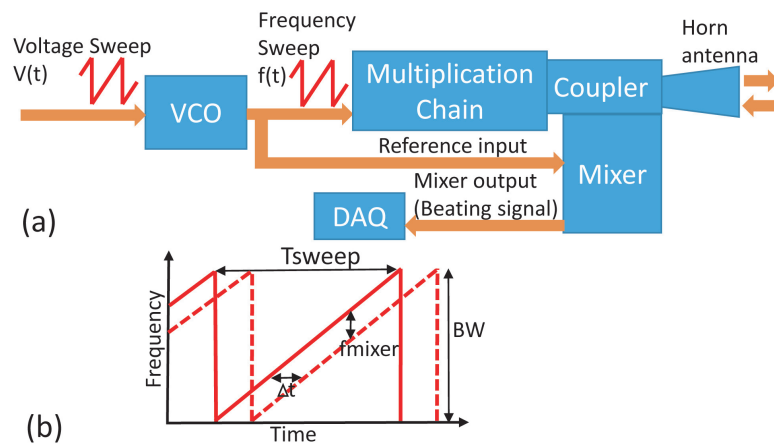 Voltage Sweep
V(t)
Frequency
Sweep
f(t)
VCO
Multiplication
Chain
Coupler
Horn
antenna
Reference input
Mixer
Mixer output
(Beating signal)
DAQ
(a)
Tsweep
Frequency
fmixer
BW
Δt
(b)
Time